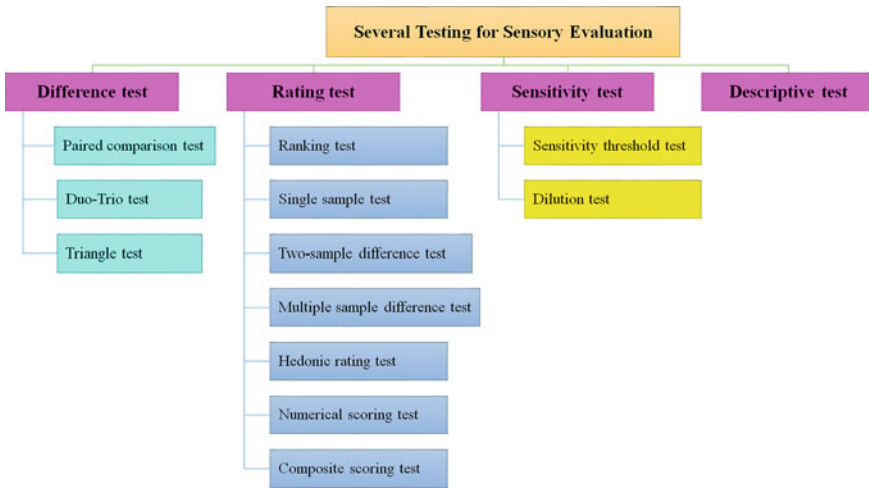 Several Testing for Sensory Evaluation
Difference test
Rating test
Sensitivity test
Descriptive test
Paired comparison test
Duo-Trio test
Triangle test
Ranking test
Single sample test
Two-sample difference test
Multiple sample difference test
Hedonic rating test
Numerical scoring test
Composite scoring test
Sensitivity threshold test
Dilution test